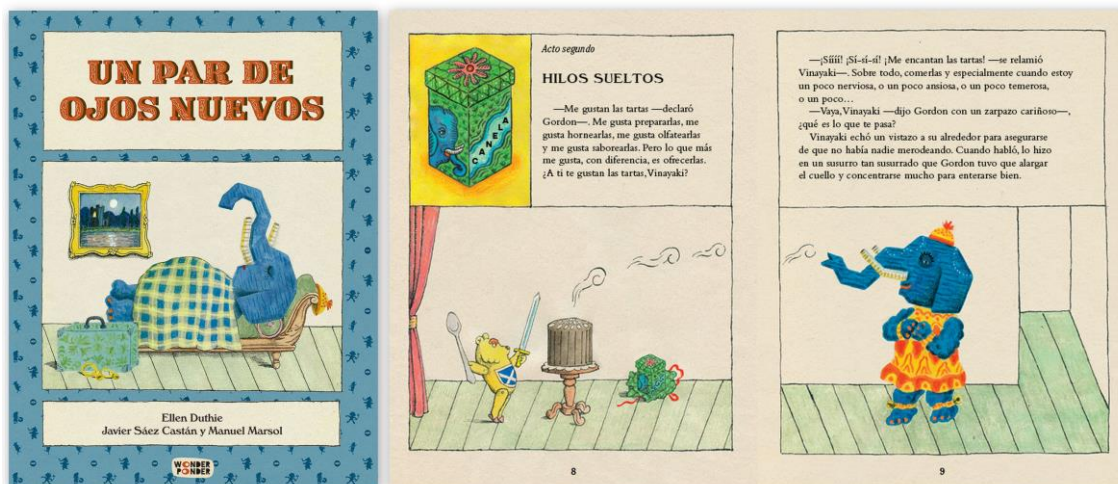 UN PAR DE
OJOS NUEVOS
Ellen Duthie
Javier Sáez Castán y Manuel Marsol
WONDER
PONDER
CANELA
Acto segundo
HILOS SUELTOS
—Me gustan las tartas —declaró
Gordon—. Me gusta prepararlas, me
gusta hornearlas, me gusta olfatearlas
y me gusta saborearlas. Pero lo que más
me gusta, con diferencia, es ofrecerlas.
¿A ti te gustan las tartas, Vinayaki?
8
—¡Síííí! ¡Sí-sí-sí! ¡Me encantan las tartas! —se relamió
Vinayaki—. Sobre todo, comerlas y especialmente cuando estoy
un poco nerviosa, o un poco ansiosa, o un poco temerosa,
o un poco…
—Vaya, Vinayaki —dijo Gordon con un zarpazo cariñoso—,
¿qué es lo que te pasa?
Vinayaki echó un vistazo a su alrededor para asegurarse
de que no había nadie merodeando. Cuando habló, lo hizo
en un susurro tan susurrado que Gordon tuvo que alargar
el cuello y concentrarse mucho para enterarse bien.
9